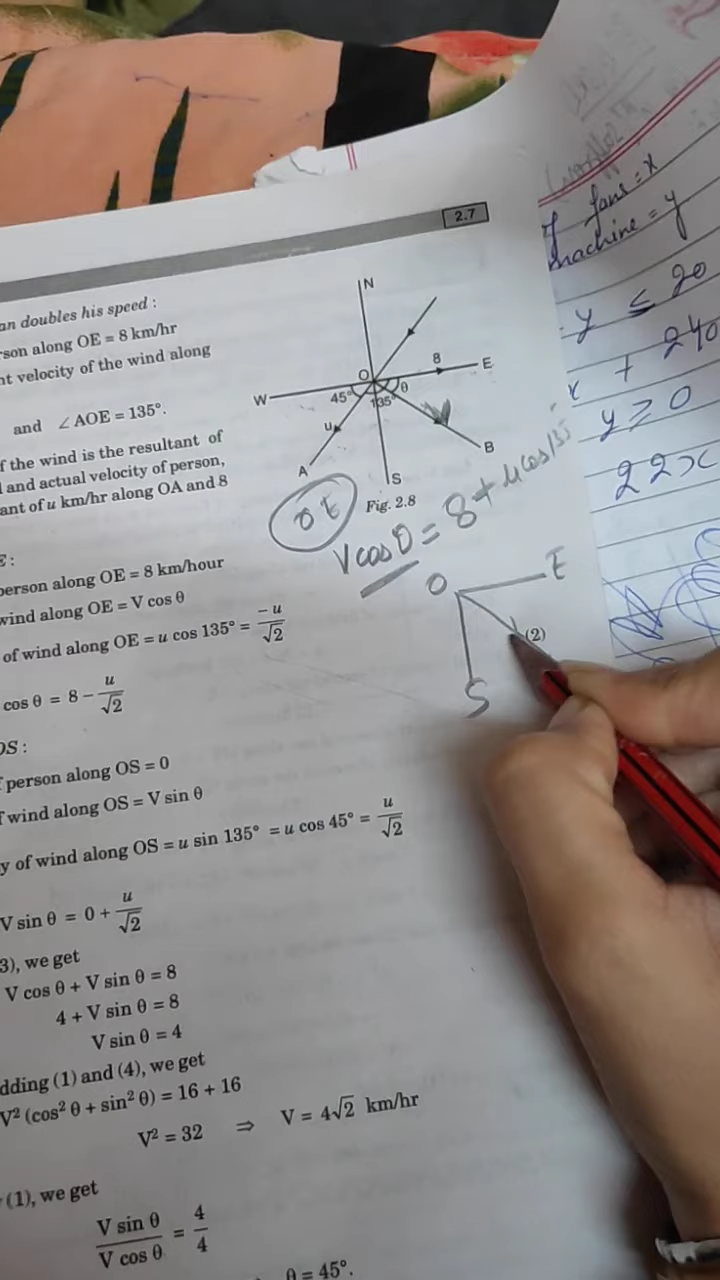 2.7
an doubles his speed :
rson along OE = 8 km/hr
nt velocity of the wind along
and ∠AOE = 135°.
f the wind is the resultant of
l and actual velocity of person,
ant of u km/hr along OA and 8
N
8
E
O
θ
W
45°
135°
u
V
B
A
S
Fig. 2.8
OE
V cos θ = 8 + u cos 135
E:
person along OE = 8 km/hour
wind along OE = V cos θ
of wind along OE = u cos 135° = -u/√2
(2)
cos θ = 8 - u/√2
O
E
S
OS :
f person along OS = 0
f wind along OS = V sin θ
y of wind along OS = u sin 135° = u cos 45° = u/√2
V sin θ = 0 + u/√2
3), we get
V cos θ + V sin θ = 8
4 + V sin θ = 8
V sin θ = 4
dding (1) and (4), we get
V² (cos² θ + sin² θ) = 16 + 16
V² = 32 ⇒ V = 4√2 km/hr
(1), we get
V sin θ / V cos θ = 4/4
θ = 45°.
fans = x
machine = y
y ≤ 20
x + 240
y ≥ 0
22x